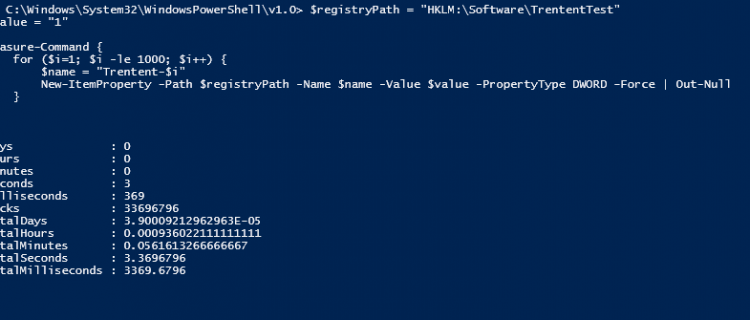 C:\Windows\System32\WindowsPowerShell\v1.0> $registryPath = "HKLM:\Software\TrententTest"
alue = "1"
asure-Command {
for ($i=1; $i -le 1000; $i++) {
$name = "Trentent-$i"
New-ItemProperty -Path $registryPath -Name $name -Value $value -PropertyType DWORD -Force | Out-Null
}
ys : 0
urs : 0
nutes : 0
conds : 3
lliseconds : 369
cks : 33696796
talDays : 3.90009212962963E-05
talHours : 0.000936022111111111
talMinutes : 0.0561613266666667
talSeconds : 3.3696796
talMilliseconds : 3369.6796